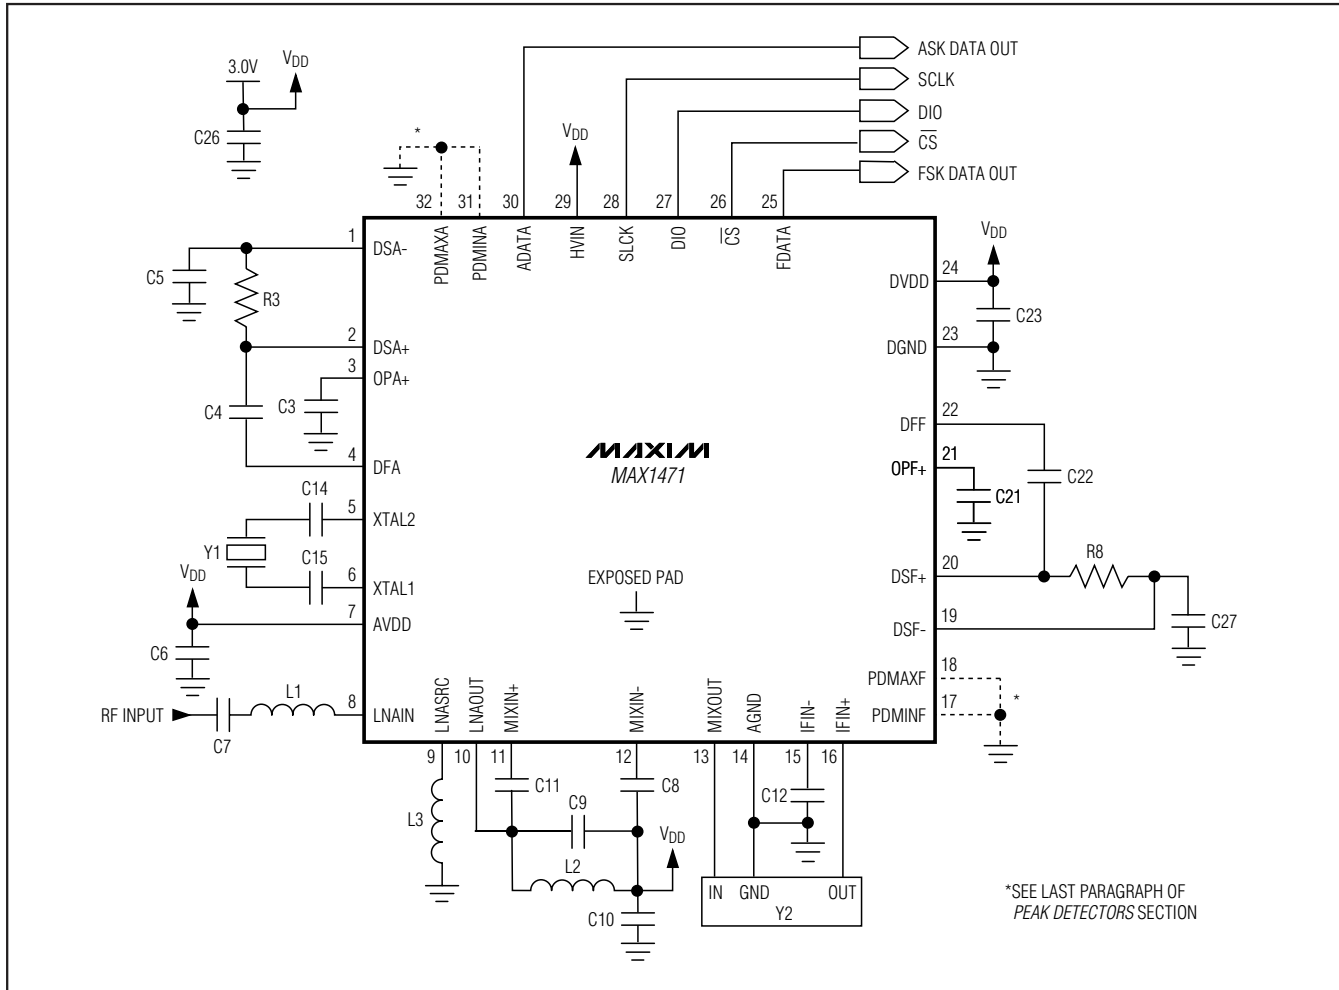 ASK DATA OUT
SCLK
DIO
CS
FSK DATA OUT
3.0V
VDD
C26
*
VDD
32
31
30
29
28
27
26
25
PDMAXA
PDMINA
ADATA
HVIN
SLCK
DIO
CS
FDATA
1
DSA-
C5
R3
2
DSA+
3
OPA+
C3
C4
4
DFA
C14
5
XTAL2
Y1
C15
6
XTAL1
VDD
7
AVDD
C6
RF INPUT
C7
L1
8
LNAIN
MAXIM
MAX1471
EXPOSED PAD
VDD
24
DVDD
C23
23
DGND
22
DFF
21
OPF+
C22
C21
R8
20
DSF+
19
DSF-
C27
18
PDMAXF
17
PDMINF
*
LNASRC
LNAOUT
MIXIN+
MIXIN-
MIXOUT
AGND
IFIN-
IFIN+
9
10
11
12
13
14
15
16
L3
C11
C8
C9
VDD
L2
C10
C12
IN
GND
OUT
Y2
*SEE LAST PARAGRAPH OF
PEAK DETECTORS SECTION